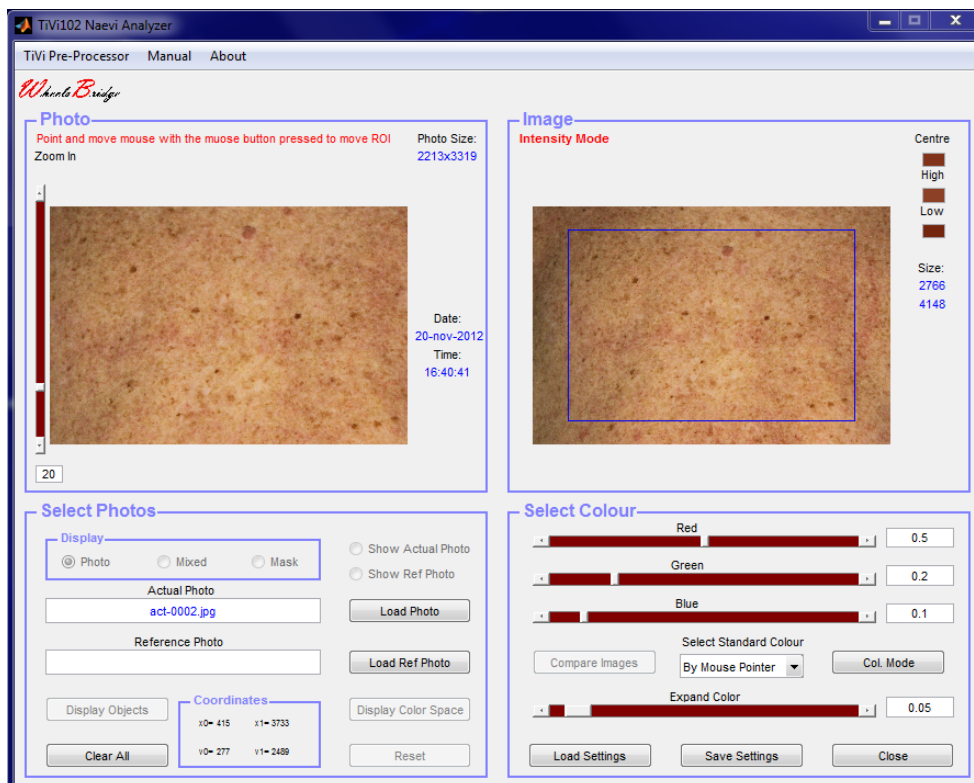 TiVi102 Naevi Analyzer
TiVi Pre-Processor Manual About
Wheels Bridge
Photo
Point and move mouse with the muose button pressed to move ROI
Photo Size:
Zoom In
2213x3319
Date:
20-nov-2012
Time:
16:40:41
20
Image
Intensity Mode
Centre
High
Low
Size:
2766
4148
Select Photos
Display
Photo Mixed Mask
Show Actual Photo
Show Ref Photo
Actual Photo
act-0002.jpg
Load Photo
Reference Photo
Load Ref Photo
Display Objects
Coordinates
x0= 415 x1= 3733
y0= 277 y1= 2489
Display Color Space
Clear All
Reset
Select Colour
Red
0.5
Green
0.2
Blue
0.1
Select Standard Colour
Compare Images
By Mouse Pointer
Col. Mode
Expand Color
0.05
Load Settings Save Settings Close